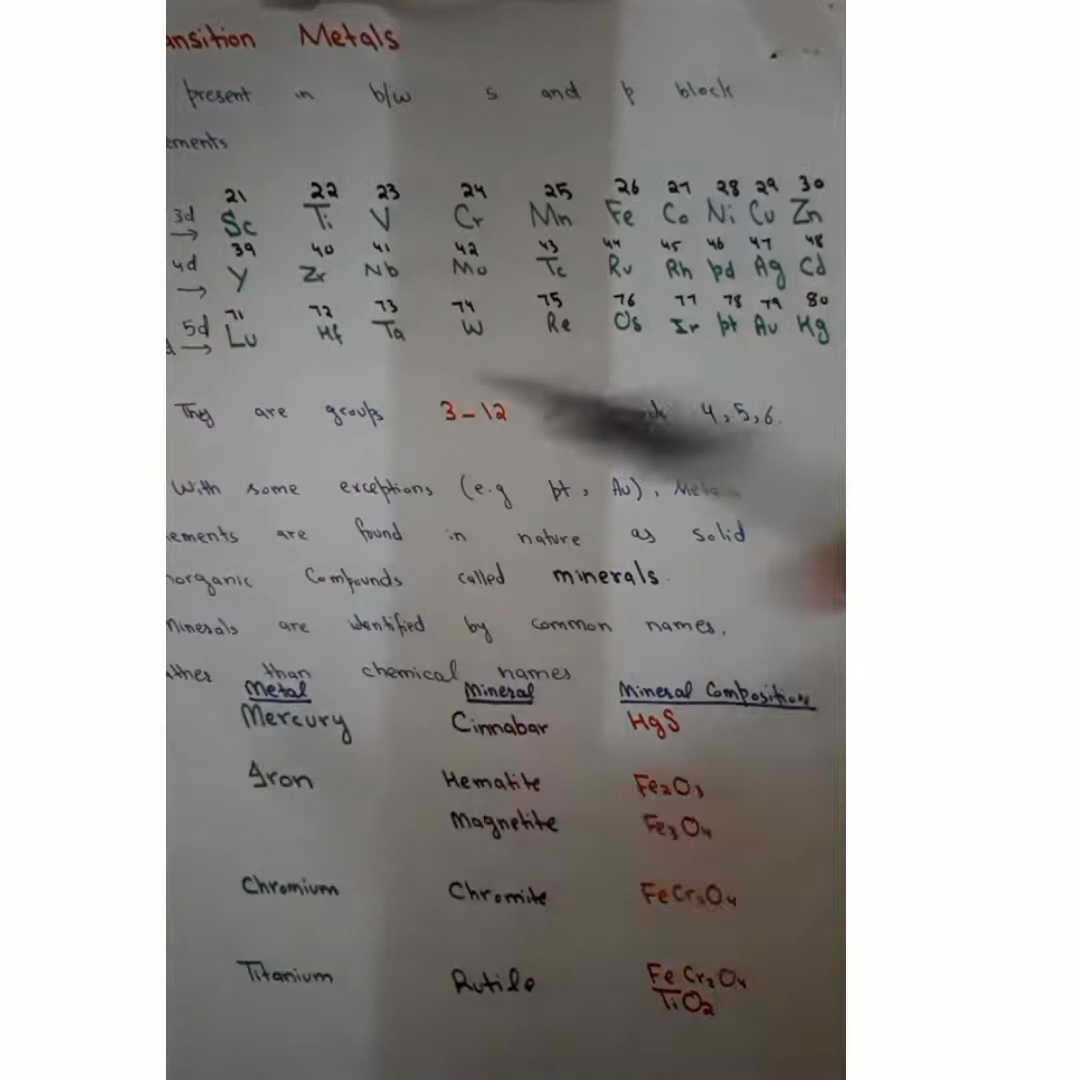 ansition Metals
present in b/w s and p block
ements
21 22 23 24 25 26 27 28 29 30
3d Sc Ti V Cr Mn Fe Co Ni Cu Zn
39 40 41 42 43 44 45 46 47 48
4d Y Zr Nb Mo Tc Ru Rh pd Ag Cd
71 72 73 74 75 76 77 78 79 80
5d Lu Hf Ta W Re Os Ir pt Au Hg
They are groups 3-12 4,5,6.
With some exceptions (e.g pt, Au),
ements are found in nature as solid
norganic Compounds called minerals.
Minerals are identified by common names,
ather than chemical names
Metal Mineral Mineral Composition
Mercury Cinnabar HgS
Iron Hematite Fe2O3
Magnetite Fe3O4
Chromium Chromite FeCr2O4
Titanium Rutile FeCr2O4
TiO2